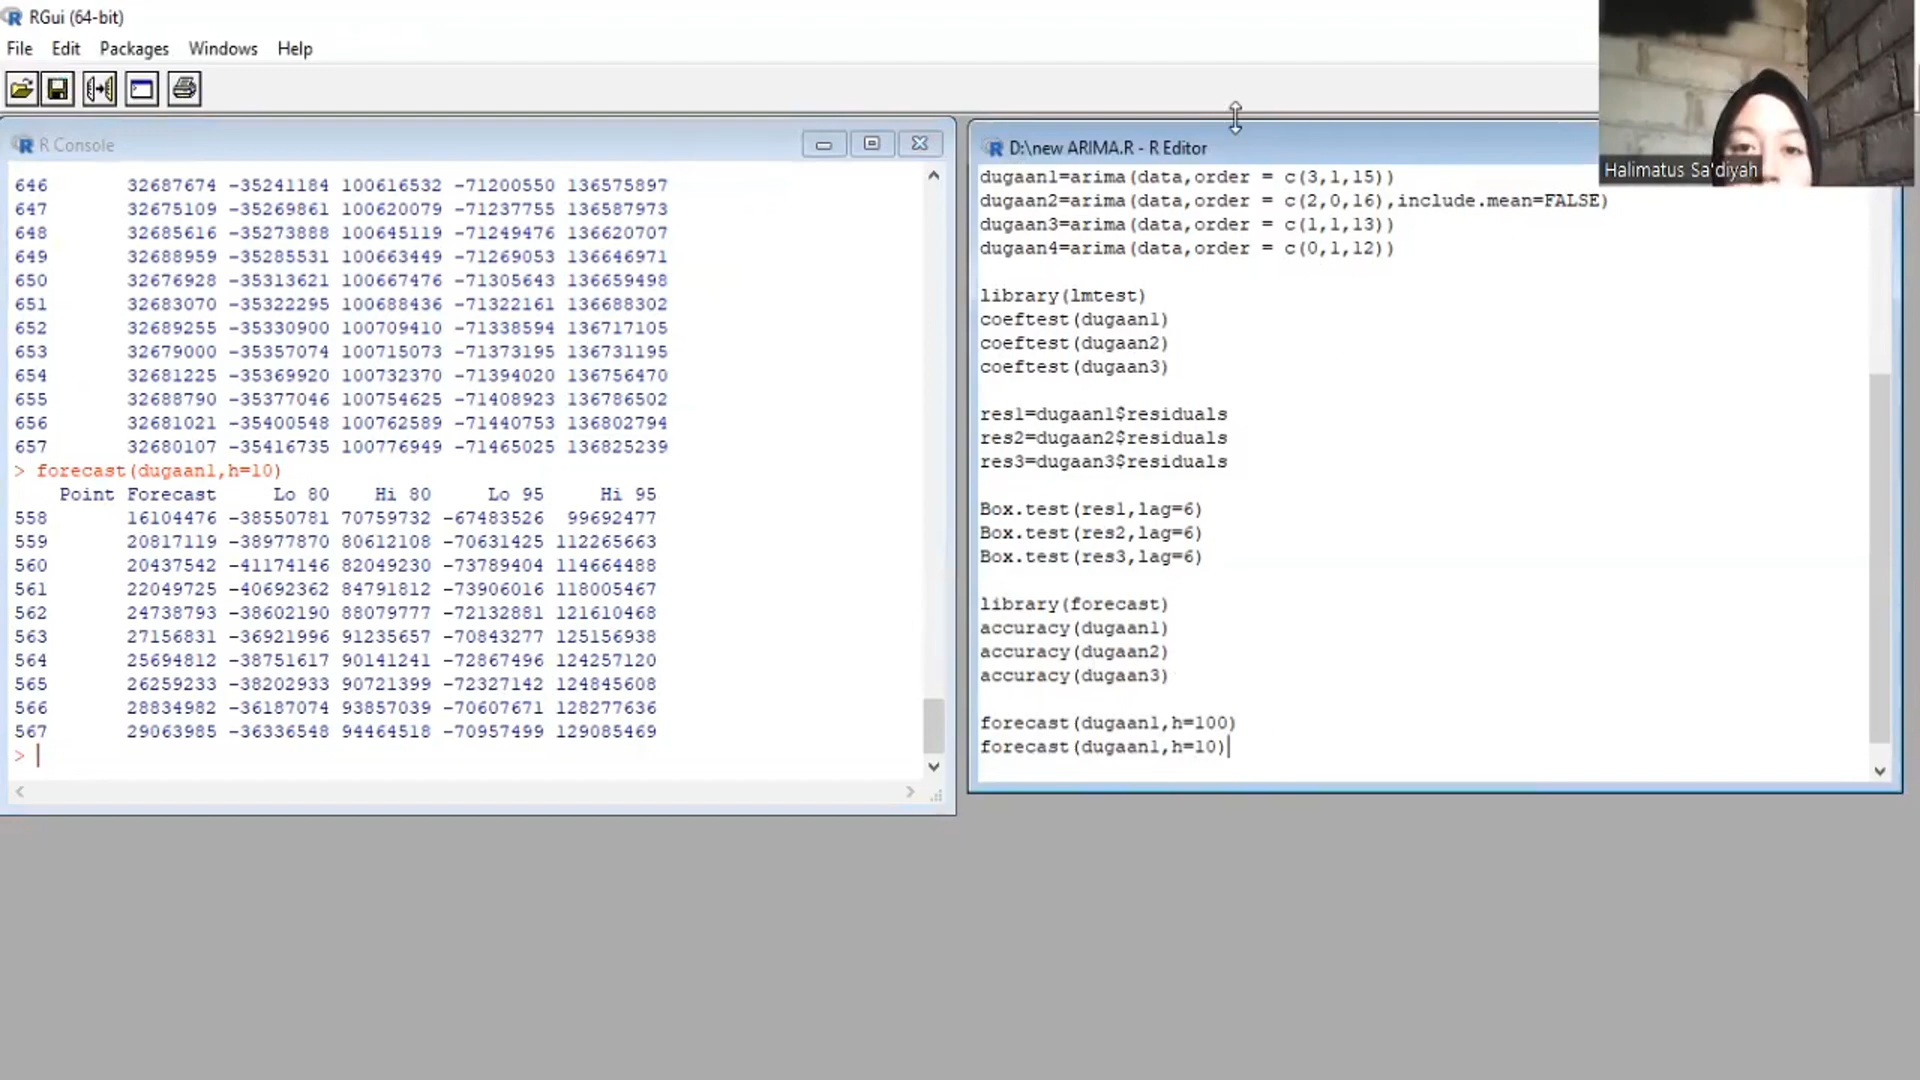 RGui (64-bit)
File Edit Packages Windows Help
R Console
646 32687674 -35241184 100616532 -71200550 136575897
647 32675109 -35269861 100620079 -71237755 136587973
648 32685616 -35273888 100645119 -71249476 136620707
649 32688959 -35285531 100663449 -71269053 136646971
650 32676928 -35313621 100667476 -71305643 136659498
651 32683070 -35322295 100688436 -71322161 136688302
652 32689255 -35330900 100709410 -71338594 136717105
653 32679000 -35357074 100715073 -71373195 136731195
654 32681225 -35369920 100732370 -71394020 136756470
655 32688790 -35377046 100754625 -71408923 136786502
656 32681021 -35400548 100762589 -71440753 136802794
657 32680107 -35416735 100776949 -71465025 136825239
> forecast(dugaan1,h=10)
Point Forecast Lo 80 Hi 80 Lo 95 Hi 95
558 16104476 -38550781 70759732 -67483526 99692477
559 20817119 -38977870 80612108 -70631425 112265663
560 20437542 -41174146 82049230 -73789404 114664488
561 22049725 -40692362 84791812 -73906016 118005467
562 24738793 -38602190 88079777 -72132881 121610468
563 27156831 -36921996 91235657 -70843277 125156938
564 25694812 -38751617 90141241 -72867496 124257120
565 26259233 -38202933 90721399 -72327142 124845608
566 28834982 -36187074 93857039 -70607671 128277636
567 29063985 -36336548 94464518 -70957499 129085469
>
D:\new ARIMA.R - R Editor
dugaan1=arima(data,order = c(3,1,15))
dugaan2=arima(data,order = c(2,0,16),include.mean=FALSE)
dugaan3=arima(data,order = c(1,1,13))
dugaan4=arima(data,order = c(0,1,12))
library(lmtest)
coeftest(dugaan1)
coeftest(dugaan2)
coeftest(dugaan3)
res1=dugaan1$residuals
res2=dugaan2$residuals
res3=dugaan3$residuals
Box.test(res1,lag=6)
Box.test(res2,lag=6)
Box.test(res3,lag=6)
library(forecast)
accuracy(dugaan1)
accuracy(dugaan2)
accuracy(dugaan3)
forecast(dugaan1,h=100)
forecast(dugaan1,h=10)
Halimatus Sa'diyah